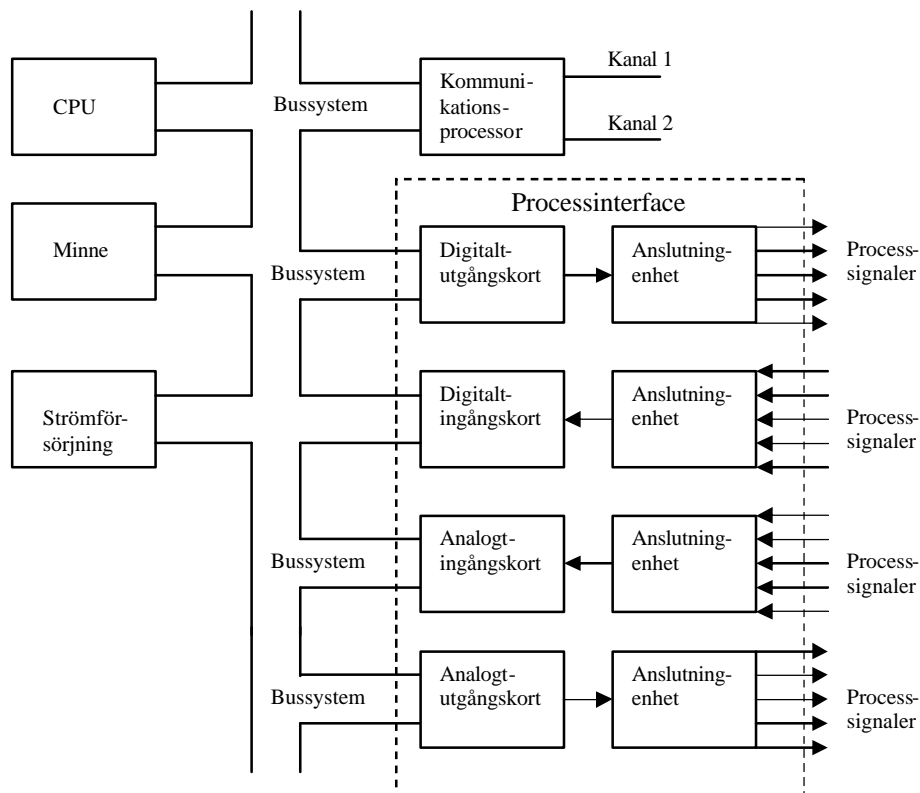 Kanal 1
CPU
Bussystem
Kommuni-
kations-
processor
Kanal 2
Processinterface
Minne
Bussystem
Digitalt-
utgångskort
Anslutning-
enhet
Process-
signaler
Strömför-
sörjning
Digitalt-
ingångskort
Anslutning-
enhet
Process-
signaler
Bussystem
Analogt-
ingångskort
Anslutning-
enhet
Process-
signaler
Bussystem
Analogt-
utgångskort
Anslutning-
enhet
Process-
signaler